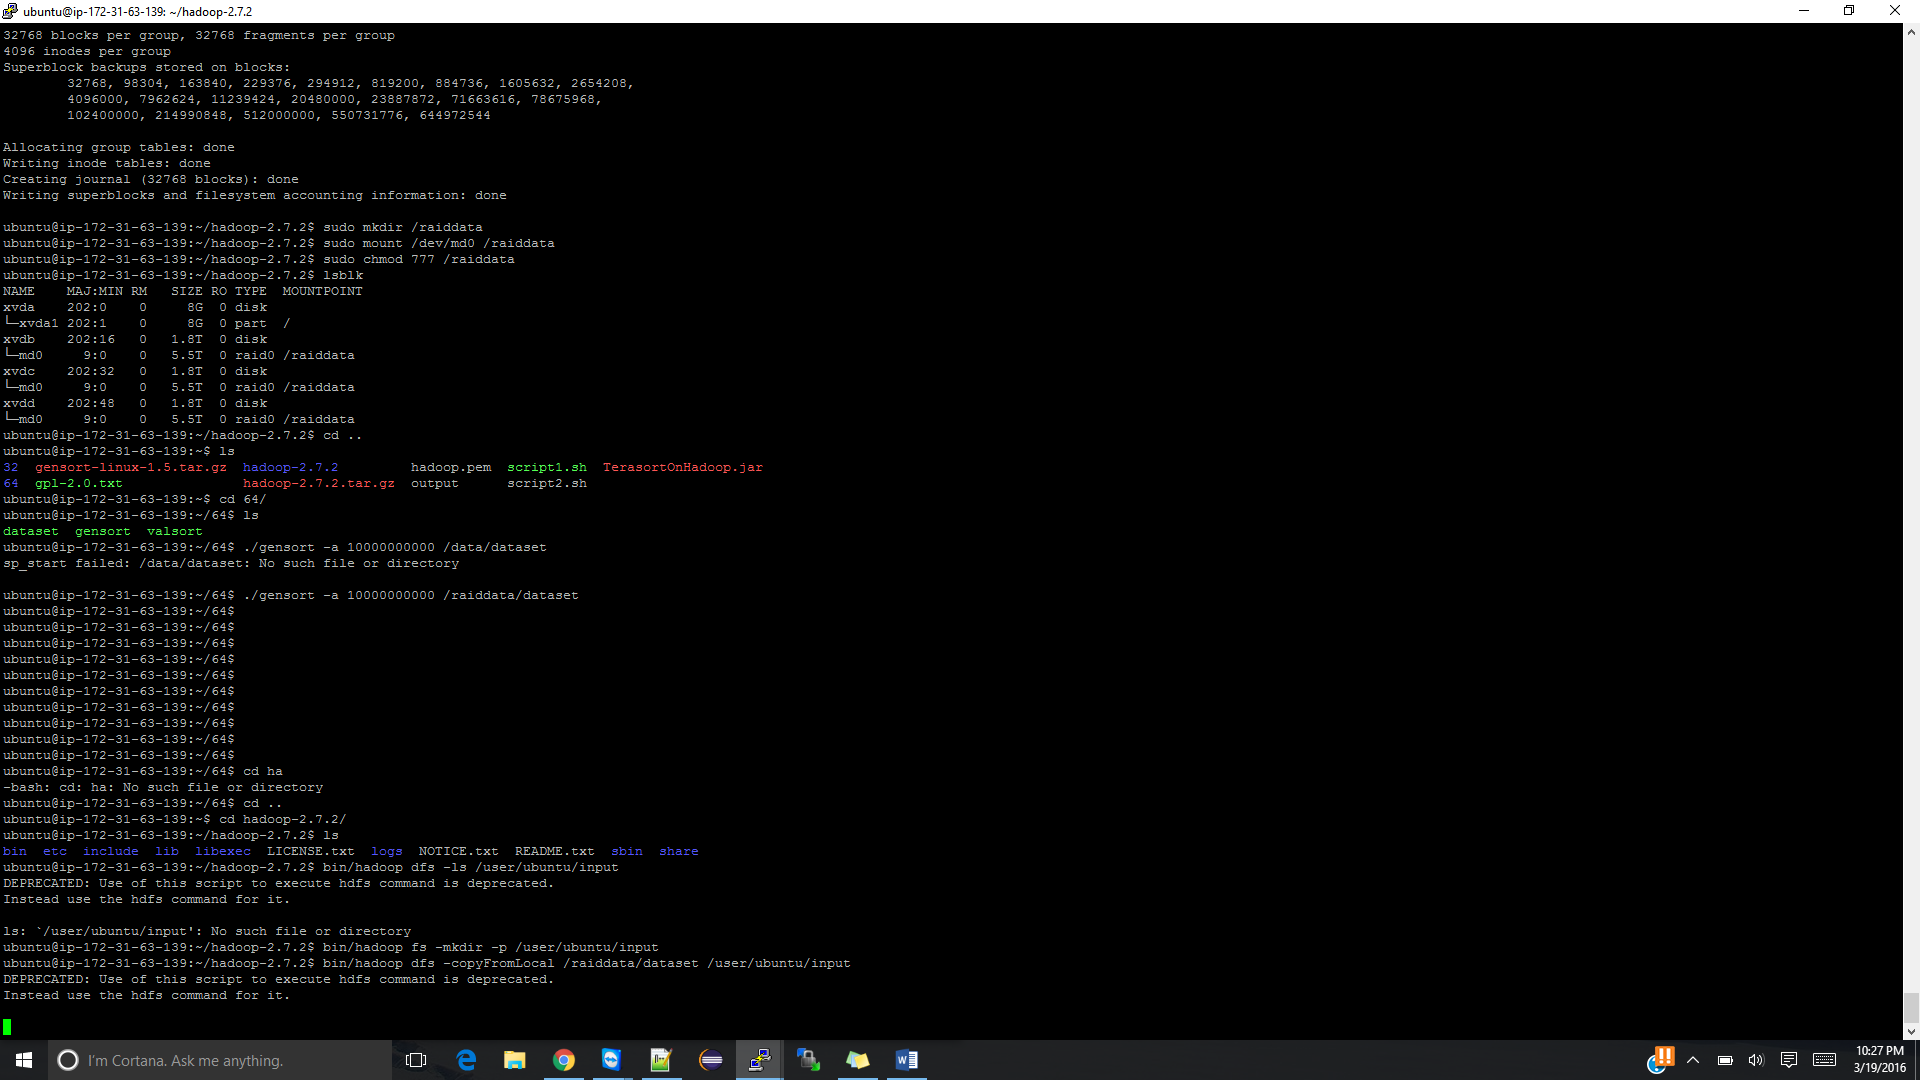 ubuntu@ip-172-31-63-139: ~/hadoop-2.7.2
32768 blocks per group, 32768 fragments per group
4096 inodes per group
Superblock backups stored on blocks:
        32768, 98304, 163840, 229376, 294912, 819200, 884736, 1605632, 2654208,
        4096000, 7962624, 11239424, 20480000, 23887872, 71663616, 78675968,
        102400000, 214990848, 512000000, 550731776, 644972544

Allocating group tables: done
Writing inode tables: done
Creating journal (32768 blocks): done
Writing superblocks and filesystem accounting information: done

ubuntu@ip-172-31-63-139:~/hadoop-2.7.2$ sudo mkdir /raiddata
ubuntu@ip-172-31-63-139:~/hadoop-2.7.2$ sudo mount /dev/md0 /raiddata
ubuntu@ip-172-31-63-139:~/hadoop-2.7.2$ sudo chmod 777 /raiddata
ubuntu@ip-172-31-63-139:~/hadoop-2.7.2$ lsblk
NAME    MAJ:MIN RM   SIZE RO TYPE  MOUNTPOINT
xvda    202:0    0     8G  0 disk
└─xvda1 202:1    0     8G  0 part  /
xvdb    202:16   0   1.8T  0 disk
└─md0     9:0    0   5.5T  0 raid0 /raiddata
xvdc    202:32   0   1.8T  0 disk
└─md0     9:0    0   5.5T  0 raid0 /raiddata
xvdd    202:48   0   1.8T  0 disk
└─md0     9:0    0   5.5T  0 raid0 /raiddata
ubuntu@ip-172-31-63-139:~/hadoop-2.7.2$ cd ..
ubuntu@ip-172-31-63-139:~$ ls
32  gensort-linux-1.5.tar.gz  hadoop-2.7.2         hadoop.pem  script1.sh  TerasortOnHadoop.jar
64  gpl-2.0.txt               hadoop-2.7.2.tar.gz  output      script2.sh
ubuntu@ip-172-31-63-139:~$ cd 64/
ubuntu@ip-172-31-63-139:~/64$ ls
dataset  gensort  valsort
ubuntu@ip-172-31-63-139:~/64$ ./gensort -a 10000000000 /data/dataset
sp_start failed: /data/dataset: No such file or directory

ubuntu@ip-172-31-63-139:~/64$ ./gensort -a 10000000000 /raiddata/dataset
ubuntu@ip-172-31-63-139:~/64$
ubuntu@ip-172-31-63-139:~/64$
ubuntu@ip-172-31-63-139:~/64$
ubuntu@ip-172-31-63-139:~/64$
ubuntu@ip-172-31-63-139:~/64$
ubuntu@ip-172-31-63-139:~/64$
ubuntu@ip-172-31-63-139:~/64$
ubuntu@ip-172-31-63-139:~/64$
ubuntu@ip-172-31-63-139:~/64$
ubuntu@ip-172-31-63-139:~/64$
ubuntu@ip-172-31-63-139:~/64$ cd ha
-bash: cd: ha: No such file or directory
ubuntu@ip-172-31-63-139:~/64$ cd ..
ubuntu@ip-172-31-63-139:~$ cd hadoop-2.7.2/
ubuntu@ip-172-31-63-139:~/hadoop-2.7.2$ ls
bin  etc  include  lib  libexec  LICENSE.txt  logs  NOTICE.txt  README.txt  sbin  share
ubuntu@ip-172-31-63-139:~/hadoop-2.7.2$ bin/hadoop dfs -ls /user/ubuntu/input
DEPRECATED: Use of this script to execute hdfs command is deprecated.
Instead use the hdfs command for it.

ls: `/user/ubuntu/input': No such file or directory
ubuntu@ip-172-31-63-139:~/hadoop-2.7.2$ bin/hadoop fs -mkdir -p /user/ubuntu/input
ubuntu@ip-172-31-63-139:~/hadoop-2.7.2$ bin/hadoop dfs -copyFromLocal /raiddata/dataset /user/ubuntu/input
DEPRECATED: Use of this script to execute hdfs command is deprecated.
Instead use the hdfs command for it.

I'm Cortana. Ask me anything.
10:27 PM
3/19/2016